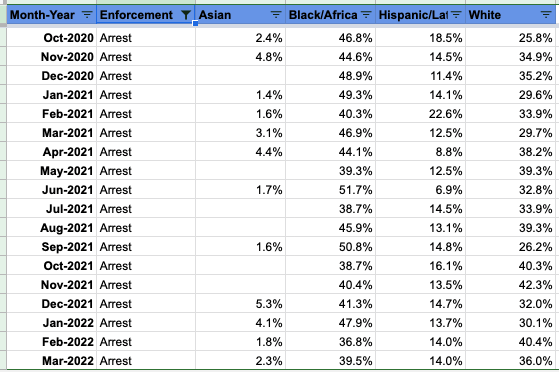 Month-Year Enforcement Asian Black/Africa Hispanic/Lat White
Oct-2020 Arrest 2.4% 46.8% 18.5% 25.8%
Nov-2020 Arrest 4.8% 44.6% 14.5% 34.9%
Dec-2020 Arrest 48.9% 11.4% 35.2%
Jan-2021 Arrest 1.4% 49.3% 14.1% 29.6%
Feb-2021 Arrest 1.6% 40.3% 22.6% 33.9%
Mar-2021 Arrest 3.1% 46.9% 12.5% 29.7%
Apr-2021 Arrest 4.4% 44.1% 8.8% 38.2%
May-2021 Arrest 39.3% 12.5% 39.3%
Jun-2021 Arrest 1.7% 51.7% 6.9% 32.8%
Jul-2021 Arrest 38.7% 14.5% 33.9%
Aug-2021 Arrest 45.9% 13.1% 39.3%
Sep-2021 Arrest 1.6% 50.8% 14.8% 26.2%
Oct-2021 Arrest 38.7% 16.1% 40.3%
Nov-2021 Arrest 40.4% 13.5% 42.3%
Dec-2021 Arrest 5.3% 41.3% 14.7% 32.0%
Jan-2022 Arrest 4.1% 47.9% 13.7% 30.1%
Feb-2022 Arrest 1.8% 36.8% 14.0% 40.4%
Mar-2022 Arrest 2.3% 39.5% 14.0% 36.0%